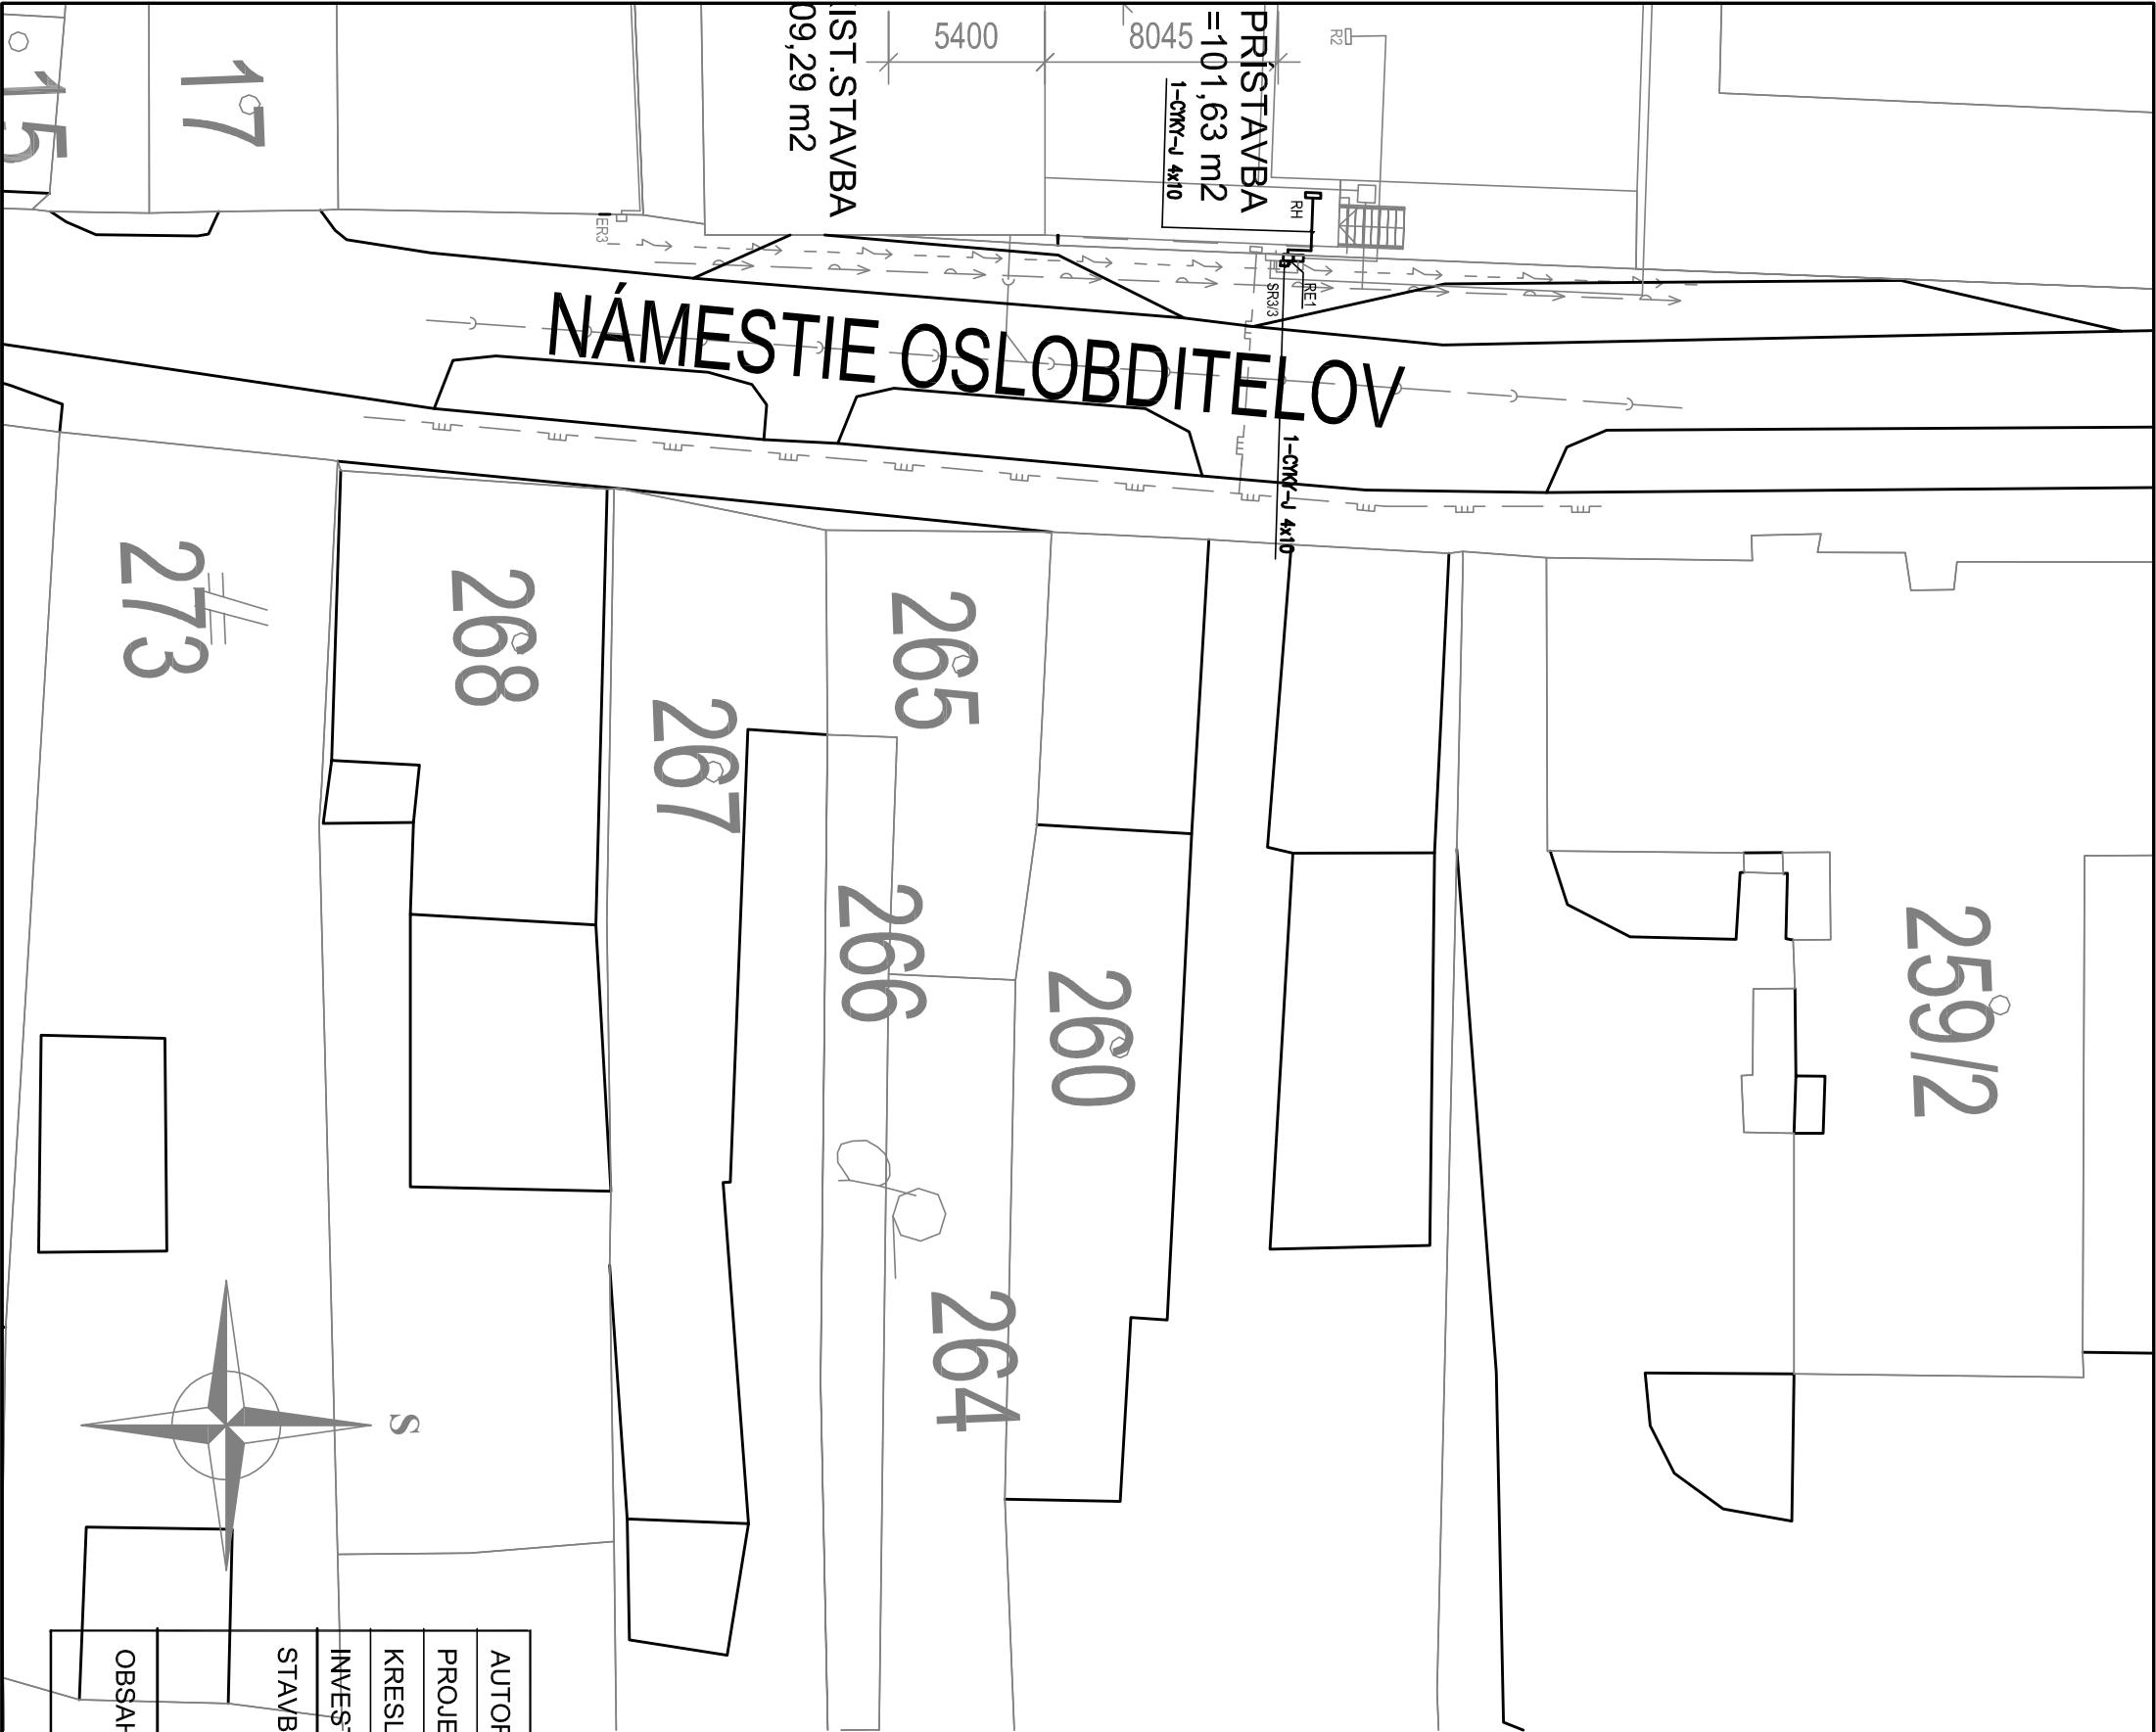 5400
8045
PRÍSTAVBA
=101,63 m2
1-CYKY-J 4x10
IST.STAVBA
09,29 m2
R2
RH
ER3
RE1
SR3/3
15
17
NÁMESTIE OSLOBDITELOV
1-CYKY-J 4x10
273
268
267
265
266
260
264
259/2
S
AUTOR
PROJE
KRESL
INVEST
STAVB
OBSAH